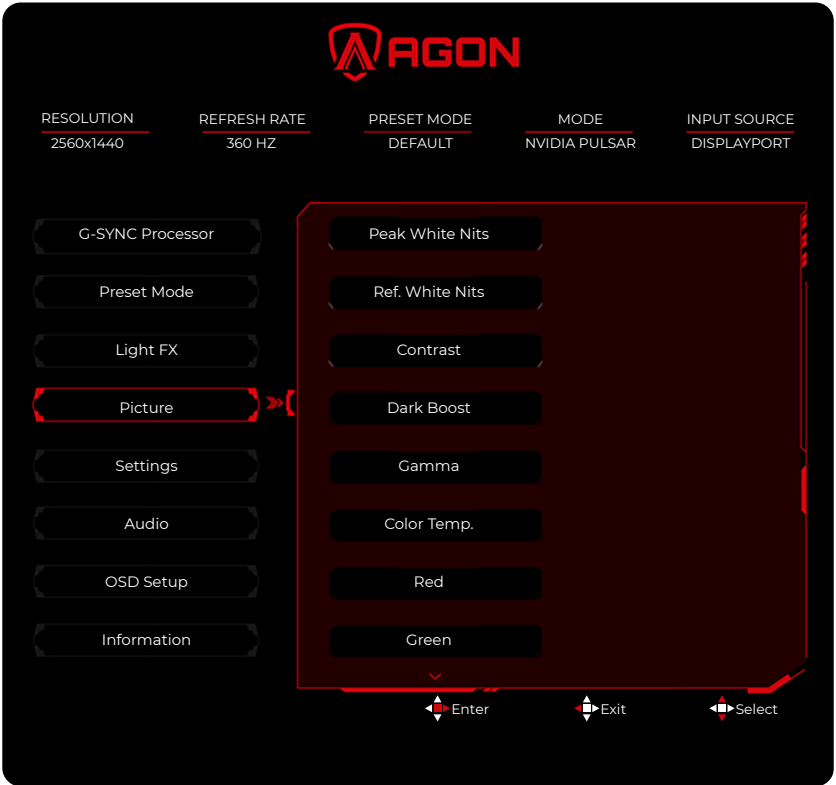 AGON
RESOLUTION REFRESH RATE PRESET MODE MODE INPUT SOURCE
2560x1440 360 HZ DEFAULT NVIDIA PULSAR DISPLAYPORT
G-SYNC Processor Peak White Nits
Preset Mode Ref. White Nits
Light FX Contrast
Picture Dark Boost
Settings Gamma
Audio Color Temp.
OSD Setup Red
Information Green
Enter Exit Select